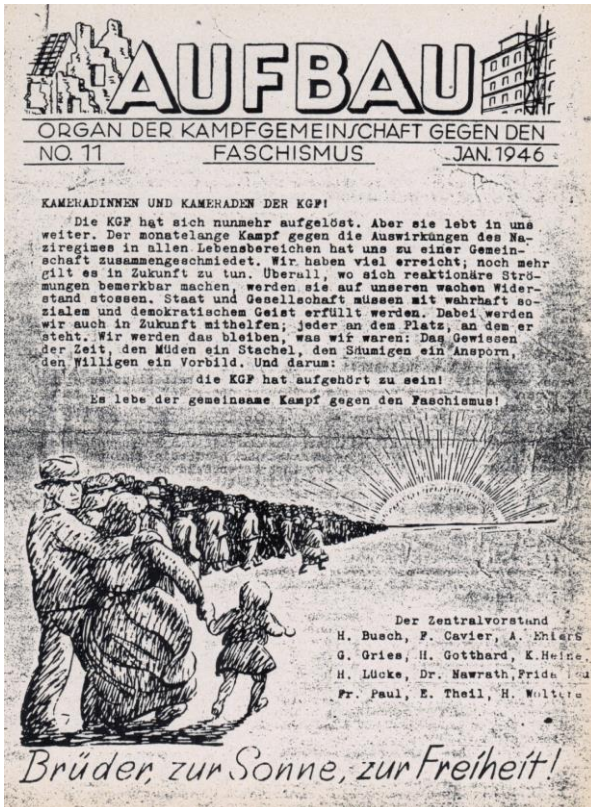 AUFBAU
ORGAN DER KAMPFGEMEINSCHAFT GEGEN DEN
NO. 11 FASCHISMUS JAN. 1946
KAMERADINNEN UND KAMERADEN DER KGF!
Die KGF hat sich nunmehr aufgelöst. Aber sie lebt in uns
weiter. Der monatelange Kampf gegen die Auswirkungen des Na-
ziregimes in allen Lebensbereichen hat uns zu einer Gemein-
schaft zusammengeschmiedet. Wir haben viel erreicht; noch mehr
gilt es in Zukunft zu tun. Überall, wo sich reaktionäre Strö-
mungen bemerkbar machen, werden sie auf unseren wachen Wider-
stand stossen. Staat und Gesellschaft müssen mit wahrhaft so-
zialem und demokratischem Geist erfüllt werden. Dabei werden
wir auch in Zukunft mithelfen; jeder an dem Platz, an dem er
steht. Wir werden das bleiben, was wir waren: Das Gewissen
der Zeit, den Müden ein Stachel, den Säumigen ein Ansporn,
den Willigen ein Vorbild. Und darum:
die KGF hat aufgehört zu sein!
Es lebe der gemeinsame Kampf gegen den Faschismus!
Der Zentralvorstand
H. Busch, F. Cavier, A. Ehlers
G. Gries, H. Gotthard, K. Heine.
H. Lücke, Dr. Nawrath, Frida
Fr. Paul, E. Theil, H. Wolters
Brüder, zur Sonne, zur Freiheit!